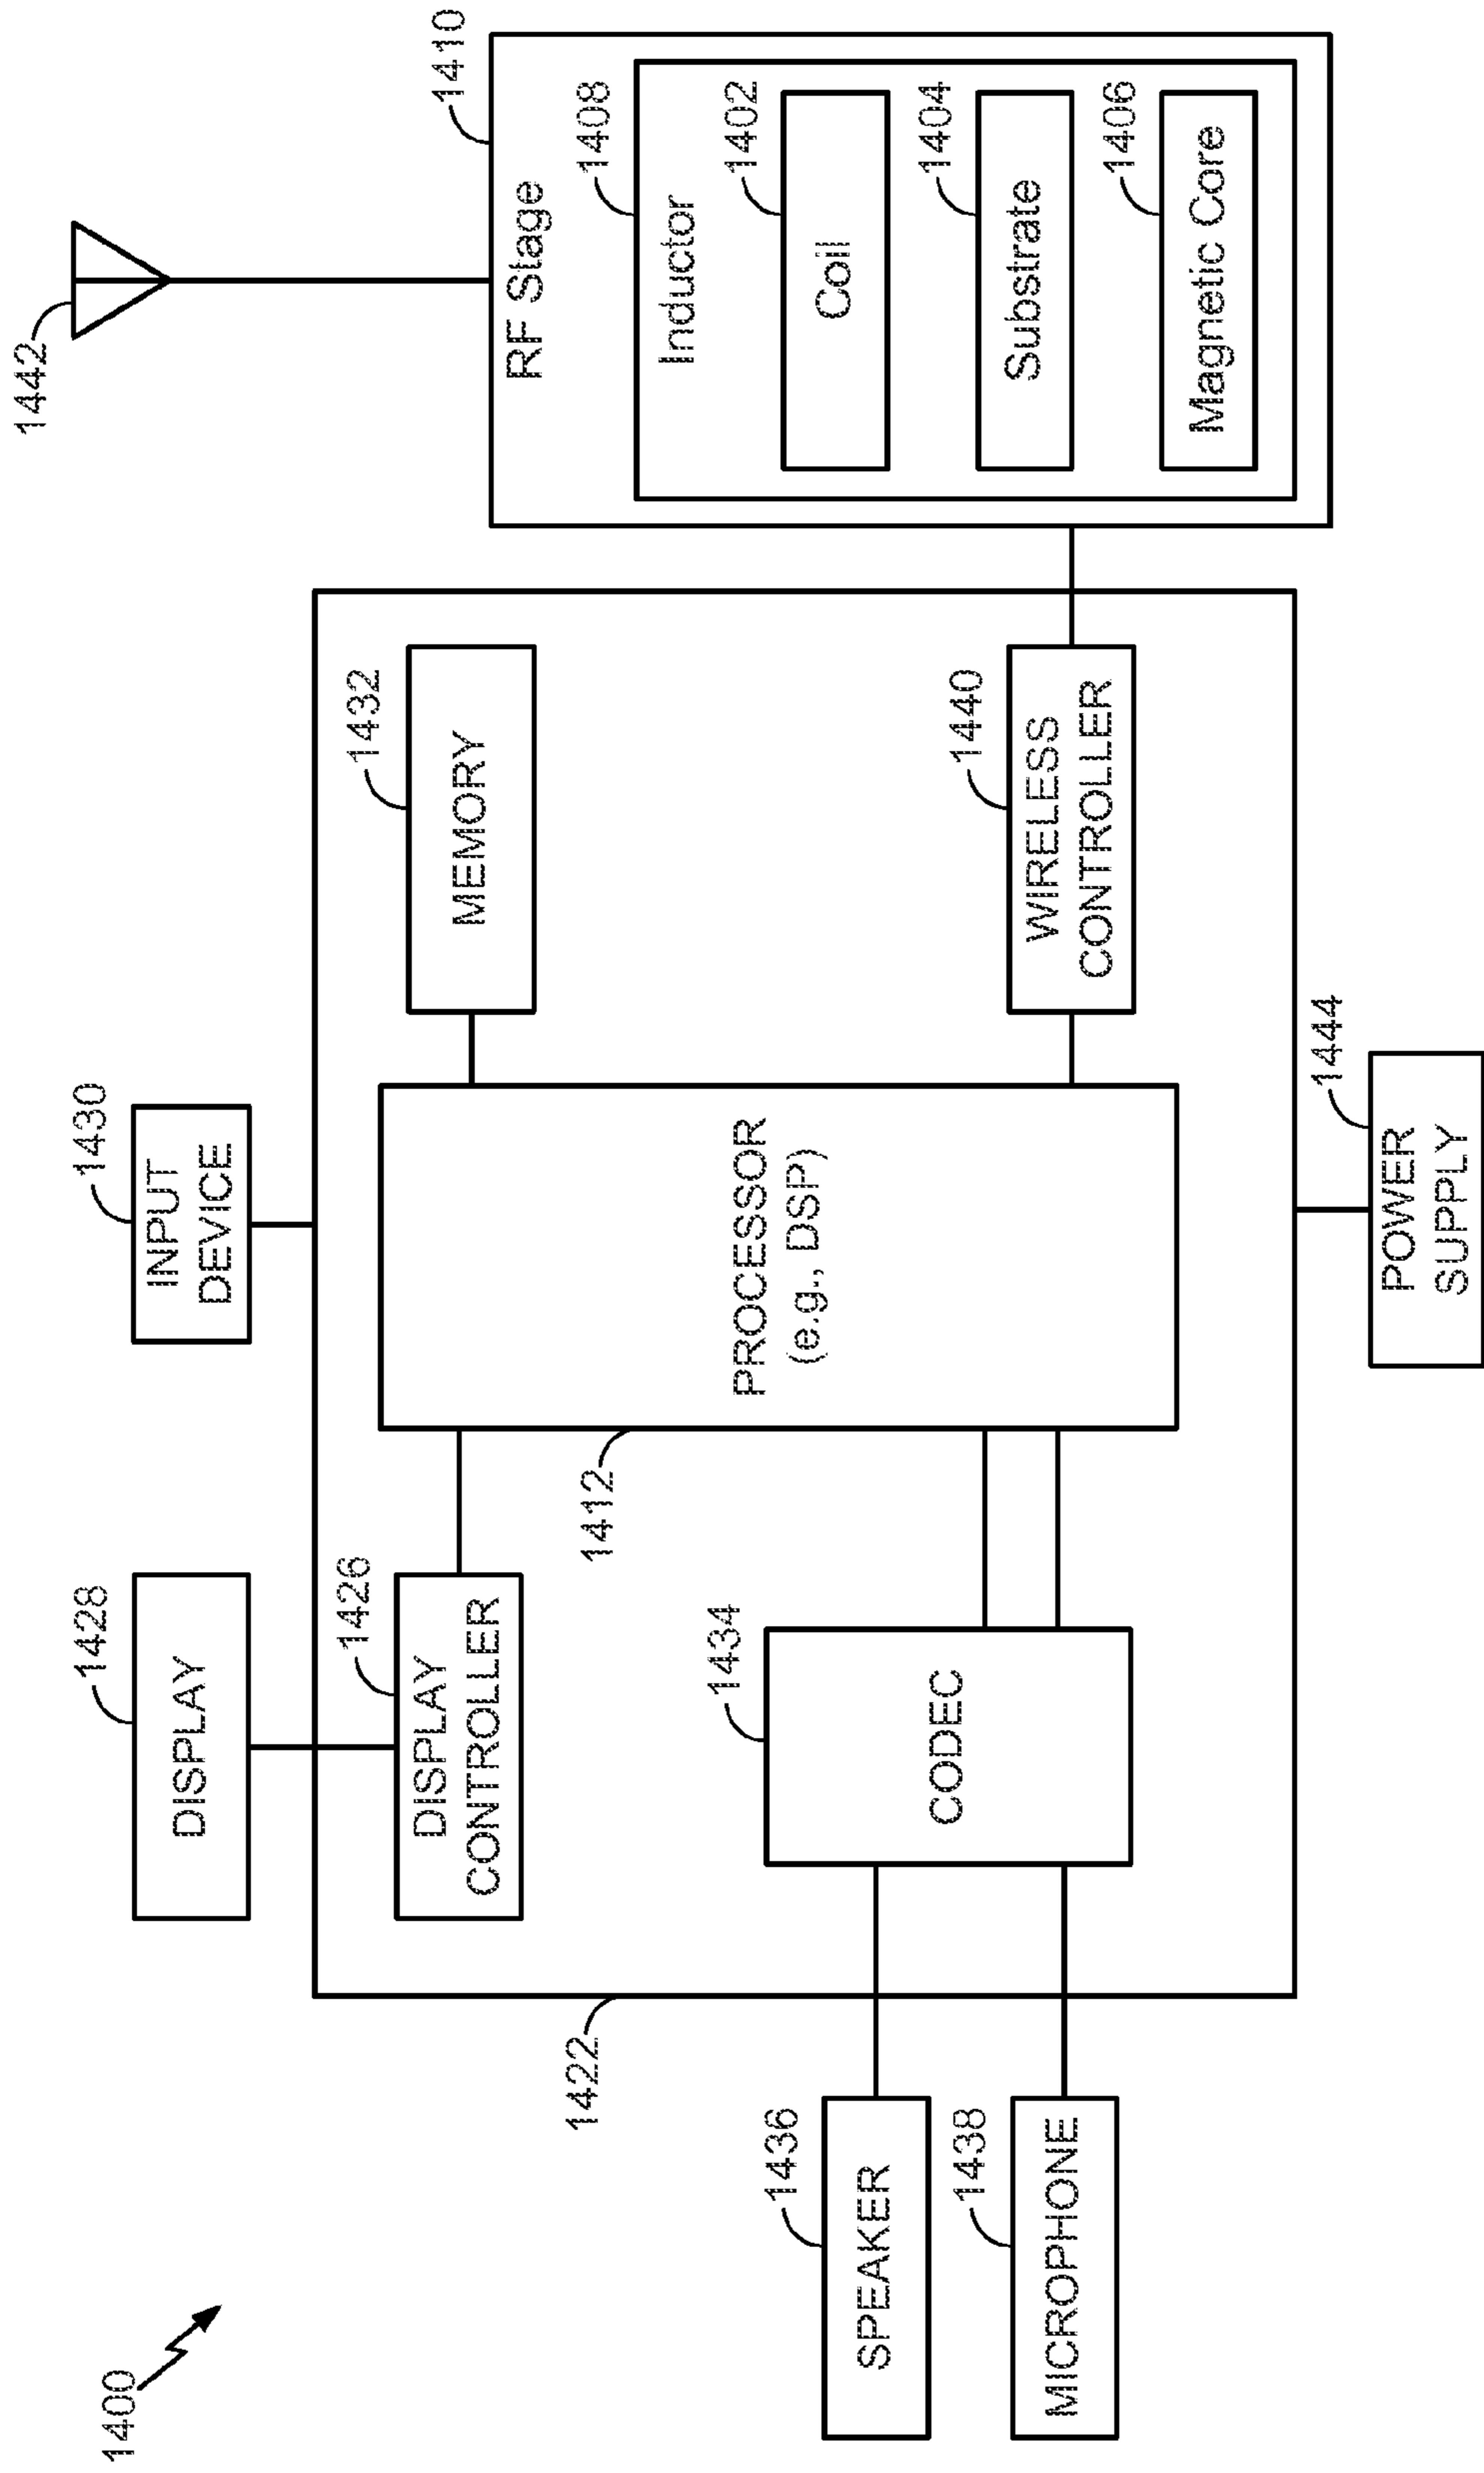 1400
1428
DISPLAY
1430
INPUT
DEVICE
1442
1426
DISPLAY
CONTROLLER
1432
MEMORY
1410
RF Stage
1408
Inductor
1402
Coil
1404
Substrate
1406
Magnetic Core
1422
1412
PROCESSOR
(e.g., DSP)
1436
SPEAKER
1434
CODEC
1440
WIRELESS
CONTROLLER
1438
MICROPHONE
1444
POWER
SUPPLY